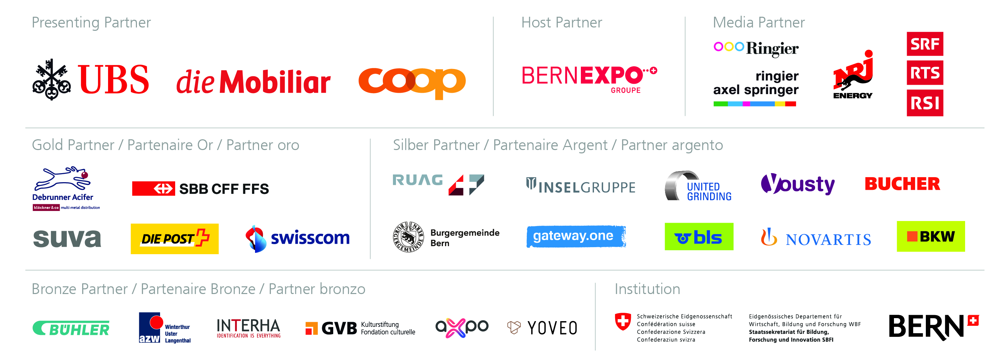 Presenting Partner
UBS
die Mobiliar
coop
Host Partner
BERNEXPO
GROUPE
Media Partner
Ringier
ringier
axel springer
NRJ
ENERGY
SRF
RTS
RSI
Gold Partner / Partenaire Or / Partner oro
Debrunner Acifer
klöckner & co multi metal distribution
SBB CFF FFS
suva
DIE POST
swisscom
Silber Partner / Partenaire Argent / Partner argento
RUAG
INSELGRUPPE
UNITED
GRINDING
Yousty
BUCHER
BURGERGEMEINDE BERN
Burgergemeinde
Bern
gateway.one
bls
NOVARTIS
BKW
Bronze Partner / Partenaire Bronze / Partner bronzo
BÜHLER
azw
Winterthur
Uster
Langenthal
INTERHA
IDENTIFICATION IS EVERYTHING
GVB
Kulturstiftung
Fondation culturelle
axpo
YOVEO
Institution
Schweizerische Eidgenossenschaft
Confédération suisse
Confederazione Svizzera
Confederaziun svizra
Eidgenössisches Departement für
Wirtschaft, Bildung und Forschung WBF
Staatssekretariat für Bildung,
Forschung und Innovation SBFI
BERN